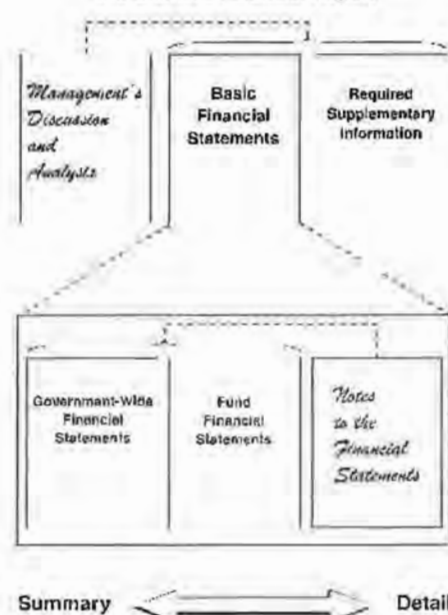 Management's
Discussion
and
Analysis
Basic
Financial
Statements
Required
Supplementary
Information
Government-Wide
Financial
Statements
Fund
Financial
Statements
Notes
to the
Financial
Statements
Summary
Detail